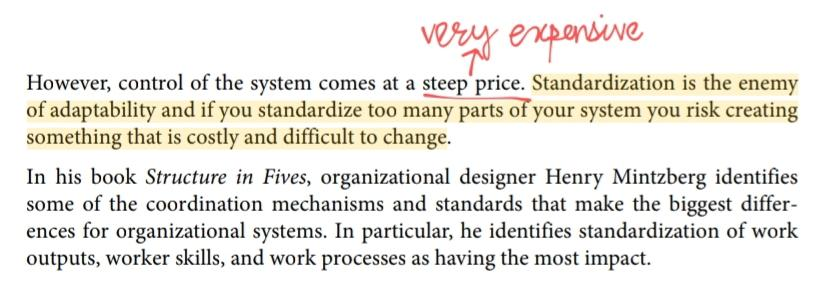 very expensive
However, control of the system comes at a steep price. Standardization is the enemy
of adaptability and if you standardize too many parts of your system you risk creating
something that is costly and difficult to change.
In his book Structure in Fives, organizational designer Henry Mintzberg identifies
some of the coordination mechanisms and standards that make the biggest differ-
ences for organizational systems. In particular, he identifies standardization of work
outputs, worker skills, and work processes as having the most impact.